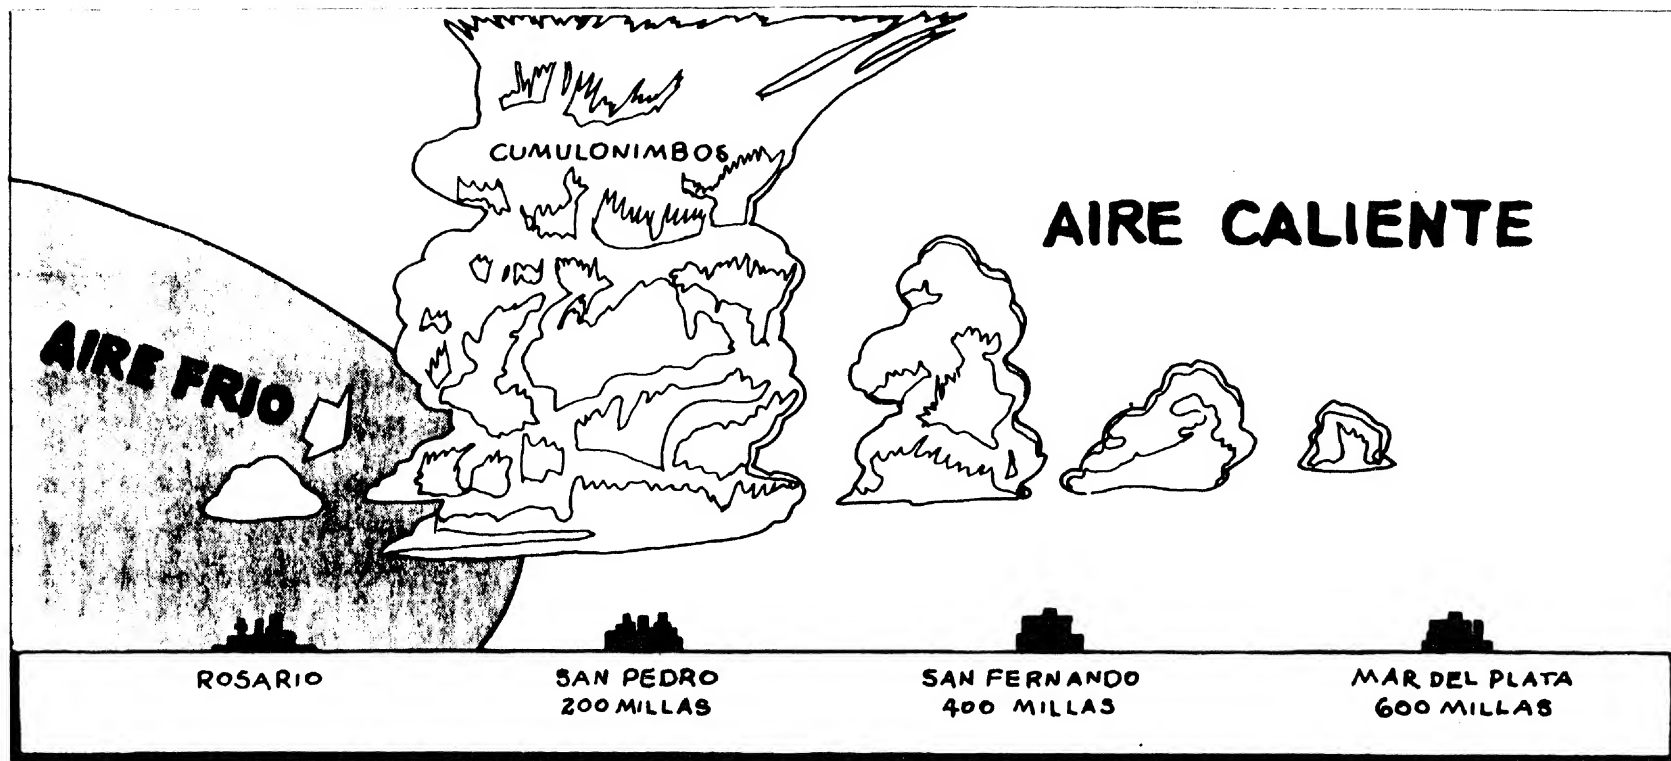 CUMULONIMBOS
AIRE CALIENTE
AIRE FRIO
ROSARIO
SAN PEDRO
200 MILLAS
SAN FERNANDO
400 MILLAS
MAR DEL PLATA
600 MILLAS